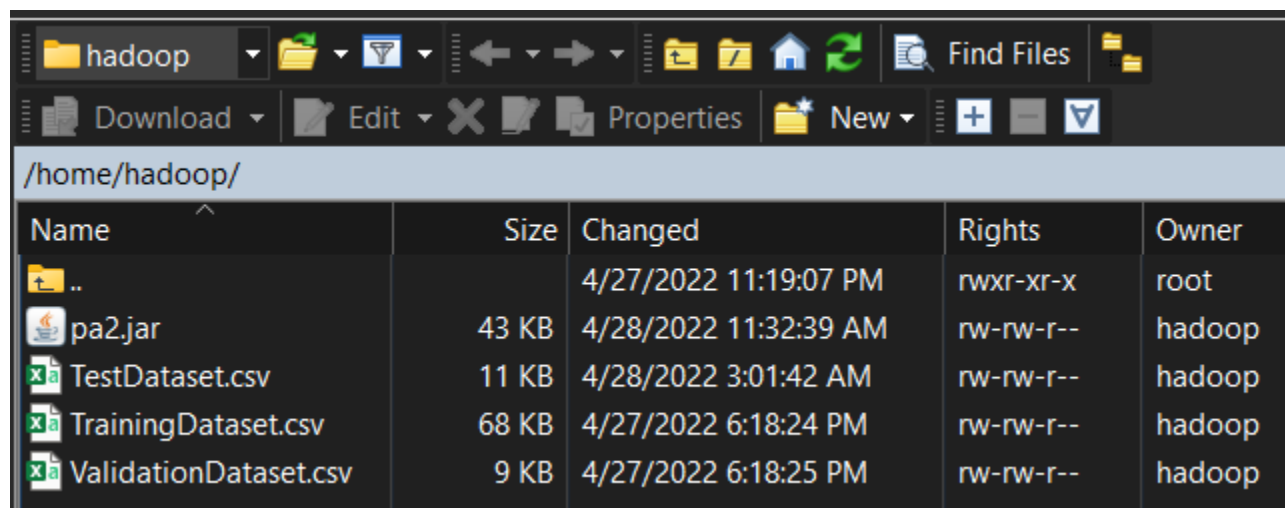 hadoop Find Files
Download Edit Properties New
/home/hadoop/
Name Size Changed Rights Owner
.. 4/27/2022 11:19:07 PM rwxr-xr-x root
pa2.jar 43 KB 4/28/2022 11:32:39 AM rw-rw-r-- hadoop
TestDataset.csv 11 KB 4/28/2022 3:01:42 AM rw-rw-r-- hadoop
TrainingDataset.csv 68 KB 4/27/2022 6:18:24 PM rw-rw-r-- hadoop
ValidationDataset.csv 9 KB 4/27/2022 6:18:25 PM rw-rw-r-- hadoop